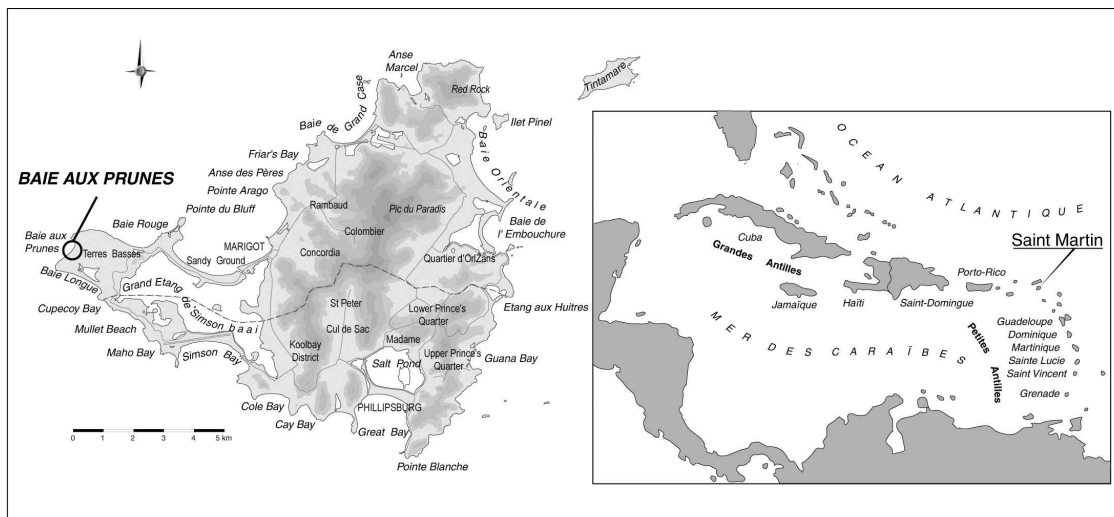 Anse
Marcel
Red Rock
Tintamare
Baie de Grand Case
Ilet Pinel
Friar's Bay
Baie Orientale
BAIE AUX PRUNES
Anse des Pères
Pointe Arago
Rambaud
Pic du Paradis
Pointe du Bluff
Baie Rouge
Colombier
Baie de
l' Embouchure
Baie aux
Prunes
MARIGOT
Terres Basses
Sandy Ground
Concordia
Quartier d'Orlzans
Baie Longue
Grand Etang de Simson baai
Etang aux Huitres
Cupecoy Bay
St Peter
Lower Prince's
Quarter
Mullet Beach
Cul de Sac
Madame
Maho Bay
Simson Bay
Koolbay
District
Upper Prince's
Quarter
Guana Bay
Salt Pond
PHILLIPSBURG
Cole Bay
Cay Bay
Great Bay
Pointe Blanche
0 1 2 3 4 5 km
OCEAN ATLANTIQUE
Saint Martin
Cuba
Grandes Antilles
Porto-Rico
Jamaïque
Haïti
Saint-Domingue
MER DES CARAÏBES
Petites
Antilles
Guadeloupe
Dominique
Martinique
Sainte Lucie
Saint Vincent
Grenade